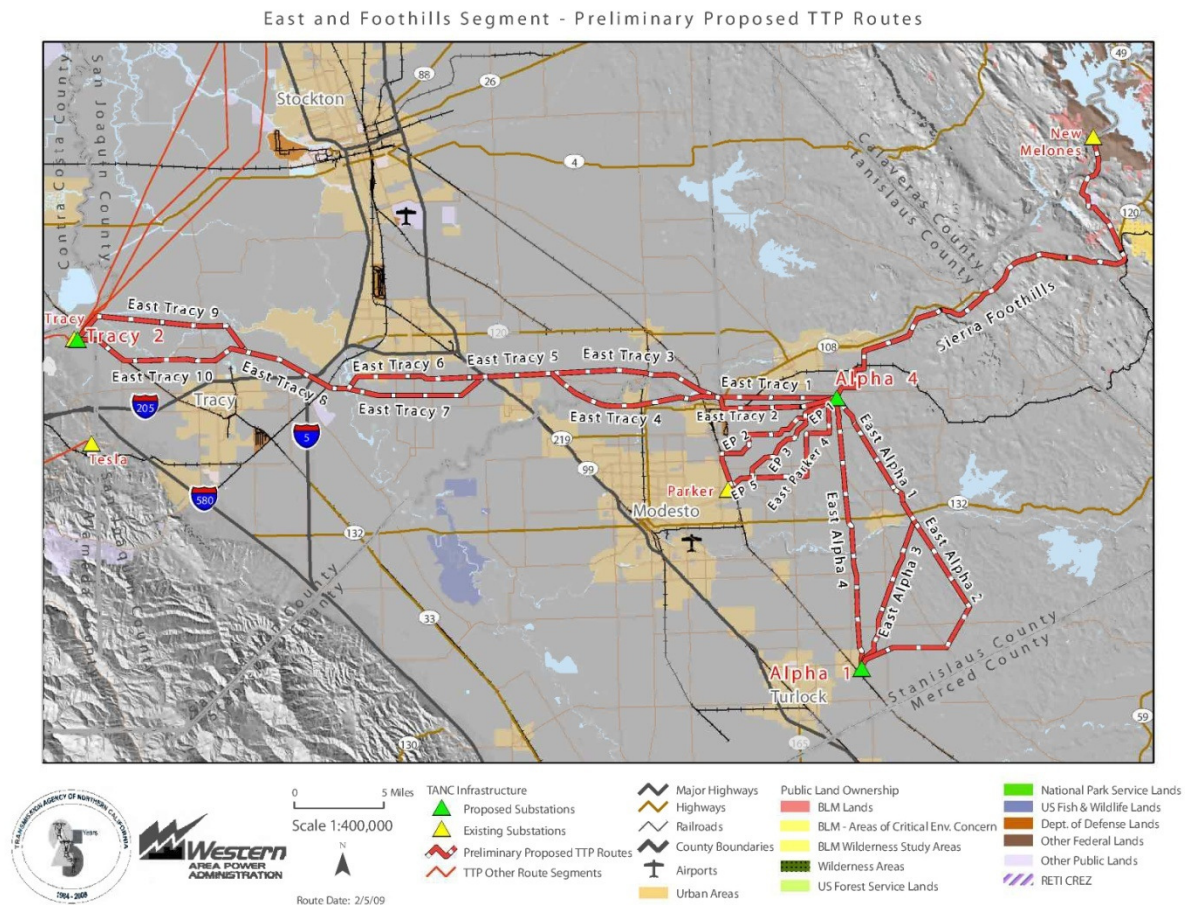 East and Foothills Segment - Preliminary Proposed TTP Routes
Contra Costa County
San Joaquin County
Stockton
88
26
4
49
New
Melones
Calaveras County
Stanislaus County
120
Tracy
Tracy 2
East Tracy 9
East Tracy 10
East Tracy 8
East Tracy 6
East Tracy 7
East Tracy 5
East Tracy 3
East Tracy 4
East Tracy 1
East Tracy 2
120
108
Sierra Foothills
Alpha 4
205
Tracy
5
Tesla
580
219
99
EP 1
EP 2
EP 3
East Parker 4
EP 5
Parker
Modesto
East Alpha 1
East Alpha 2
East Alpha 3
East Alpha 4
132
132
33
130
Alpha 1
Turlock
165
59
Stanislaus County
Merced County
TRANSMISSION AGENCY OF NORTHERN CALIFORNIA
25
Years
1984 - 2009
Western
AREA POWER
ADMINISTRATION
0 5 Miles
Scale 1:400,000
N
Route Date: 2/5/09
TANC Infrastructure
Proposed Substations
Existing Substations
Preliminary Proposed TTP Routes
TTP Other Route Segments
Major Highways
Highways
Railroads
County Boundaries
Airports
Urban Areas
Public Land Ownership
BLM Lands
BLM - Areas of Critical Env. Concern
BLM Wilderness Study Areas
Wilderness Areas
US Forest Service Lands
National Park Service Lands
US Fish & Wildlife Lands
Dept. of Defense Lands
Other Federal Lands
Other Public Lands
RETI CREZ